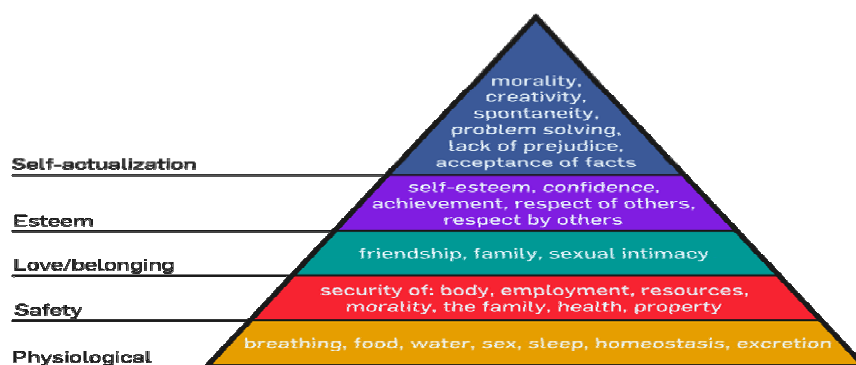 morality,
creativity,
spontaneity,
problem solving,
lack of prejudice,
acceptance of facts
Self-actualization
self-esteem, confidence,
achievement, respect of others,
respect by others
Esteem
friendship, family, sexual intimacy
Love/belonging
security of: body, employment, resources,
morality, the family, health, property
Safety
breathing, food, water, sex, sleep, homeostasis, excretion
Physiological